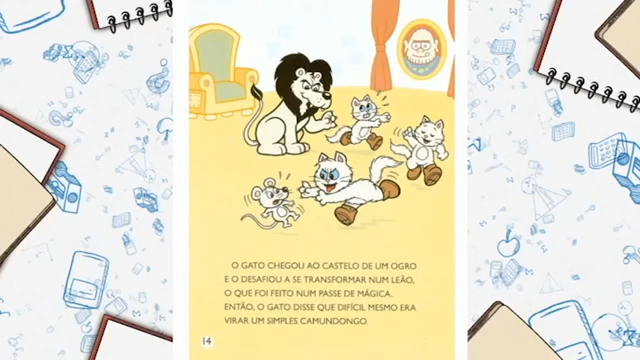 O GATO CHEGOU AO CASTELO DE UM OGRO
E O DESAFIOU A SE TRANSFORMAR NUM LEÃO,
O QUE FOI FEITO NUM PASSE DE MÁGICA.
ENTÃO, O GATO DISSE QUE DIFÍCIL MESMO ERA
VIRAR UM SIMPLES CAMUNDONGO.
14